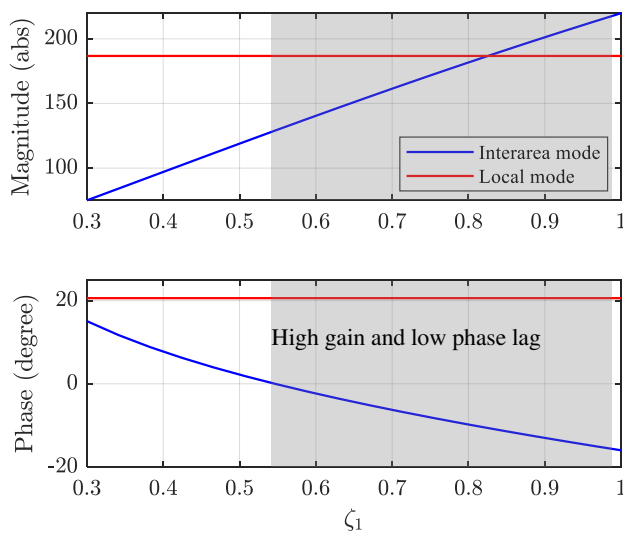 Magnitude (abs)
200
150
100
Interarea mode
Local mode
0.3 0.4 0.5 0.6 0.7 0.8 0.9 1
Phase (degree)
20
0
-20
High gain and low phase lag
0.3 0.4 0.5 0.6 0.7 0.8 0.9 1
ζ₁